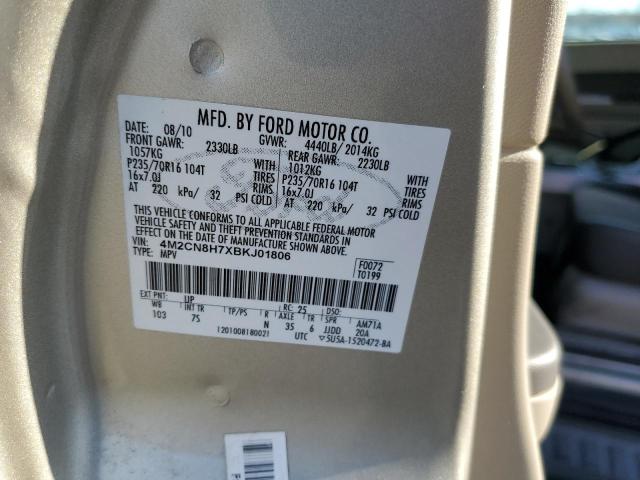 MFD. BY FORD MOTOR CO.
DATE: 08/10 GVWR: 4440LB/ 2014KG
FRONT GAWR: 2330LB REAR GAWR: 2230LB
1057KG WITH 1012KG WITH
P235/70R16 104T TIRES P235/70R16 104T TIRES
16x7.0J RIMS 16x7.0J RIMS
AT 220 kPa/ 32 PSI COLD AT 220 kPa/ 32 PSI COLD
THIS VEHICLE CONFORMS TO ALL APPLICABLE FEDERAL MOTOR
VEHICLE SAFETY AND THEFT PREVENTION STANDARDS IN
EFFECT ON THE DATE OF MANUFACTURE SHOWN ABOVE.
VIN: 4M2CN8H7XBKJ01806 F0072
TYPE: MPV T0199
EXT PNT: UP RC: 25 DSO:
WB INT TR TP/PS R AXLE TR SPR AM71A
103 7S N 35 6 JJDD 20A
1201008180021 UTC ▽5U5A-1520472-BA